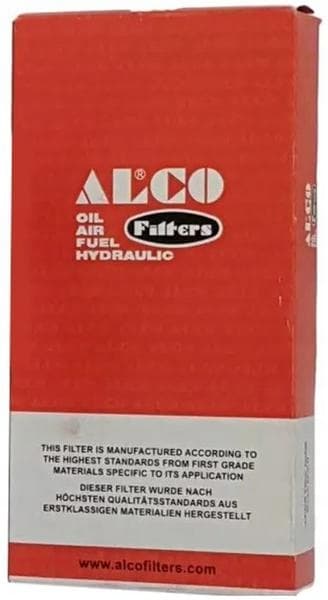 ALCO®
OIL
AIR
FUEL
HYDRAULIC
Filters
THIS FILTER IS MANUFACTURED ACCORDING TO
THE HIGHEST STANDARDS FROM FIRST GRADE
MATERIALS SPECIFIC TO ITS APPLICATION
DIESER FILTER WURDE NACH
HÖCHSTEN QUALITÄTSSTANDARDS AUS
ERSTKLASSIGEN MATERIALIEN HERGESTELLT
www.alcofilters.com
ALCO